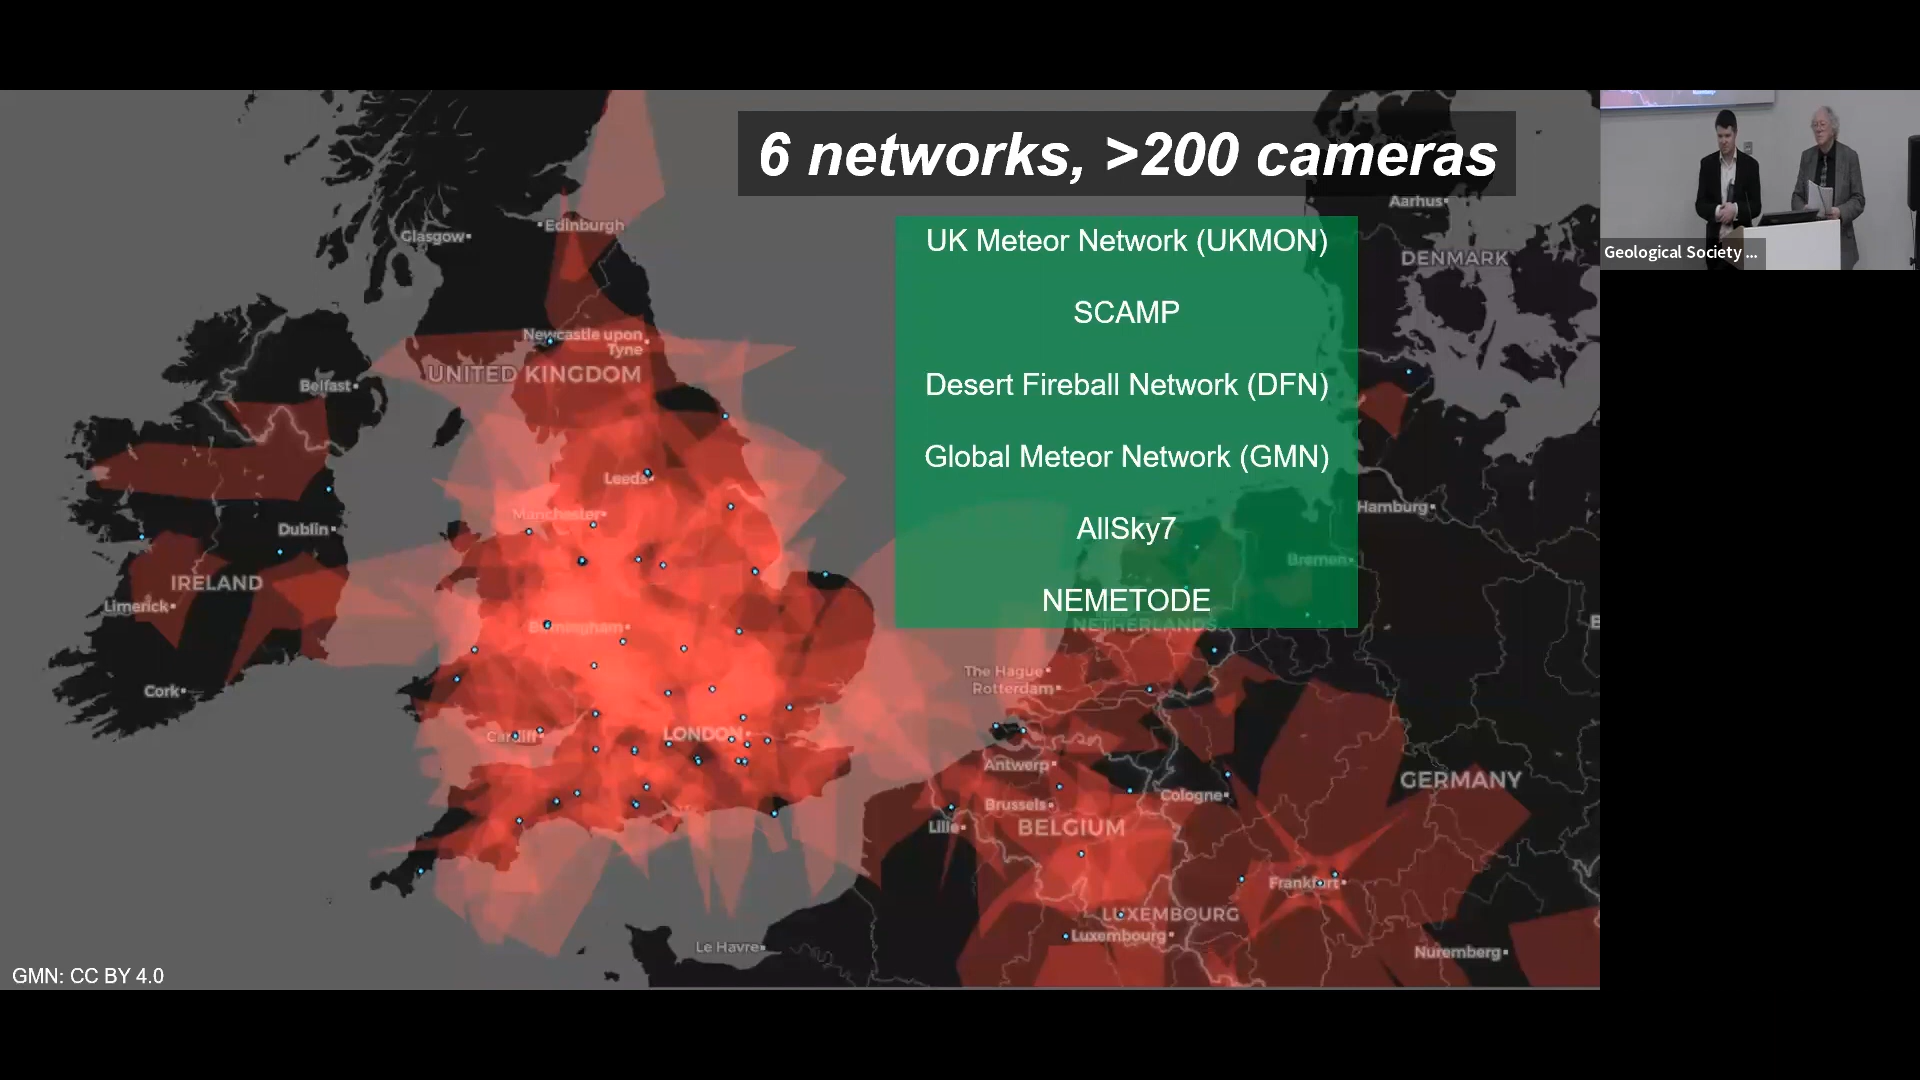 6 networks, >200 cameras
UK Meteor Network (UKMON)
SCAMP
Desert Fireball Network (DFN)
Global Meteor Network (GMN)
AllSky7
NEMETODE
Edinburgh
Glasgow
Aarhus
DENMARK
Newcastle upon
Tyne
UNITED KINGDOM
Belfast
Leeds
Manchester
Hamburg
Dublin
Bremen
IRELAND
Limerick
Birmingham
NETHERLANDS
The Hague
Rotterdam
Cork
Cardiff
LONDON
Antwerp
GERMANY
Cologne
Brussels
Lille
BELGIUM
Frankfurt
LUXEMBOURG
Luxembourg
Le Havre
Nuremberg
GMN: CC BY 4.0
Geological Society ...